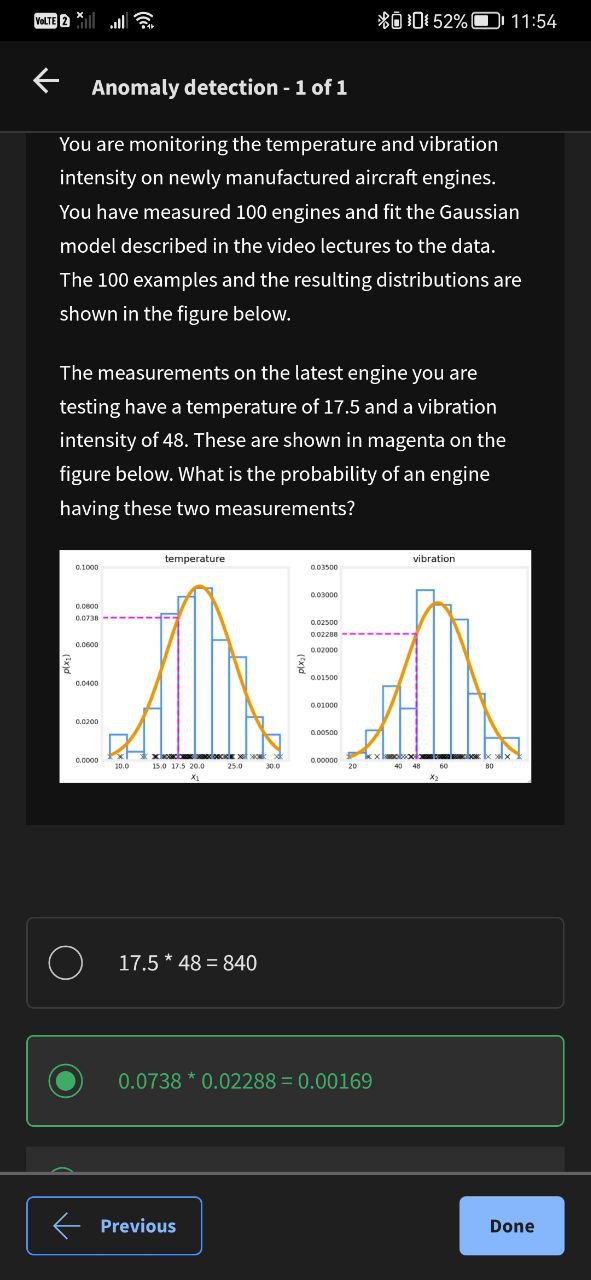 VoLTE 2 52% 11:54
Anomaly detection - 1 of 1
You are monitoring the temperature and vibration
intensity on newly manufactured aircraft engines.
You have measured 100 engines and fit the Gaussian
model described in the video lectures to the data.
The 100 examples and the resulting distributions are
shown in the figure below.
The measurements on the latest engine you are
testing have a temperature of 17.5 and a vibration
intensity of 48. These are shown in magenta on the
figure below. What is the probability of an engine
having these two measurements?
temperature
0.1000
0.0800
0.0738
0.0600
0.0400
0.0200
0.0000
p(x₁)
10.0 15.0 17.5 20.0 25.0 30.0
x₁
vibration
0.03500
0.03000
0.02500
0.02288
0.02000
0.01500
0.01000
0.00500
0.00000
p(x₂)
20 40 48 60 80
x₂
17.5 * 48 = 840
0.0738 * 0.02288 = 0.00169
Previous
Done